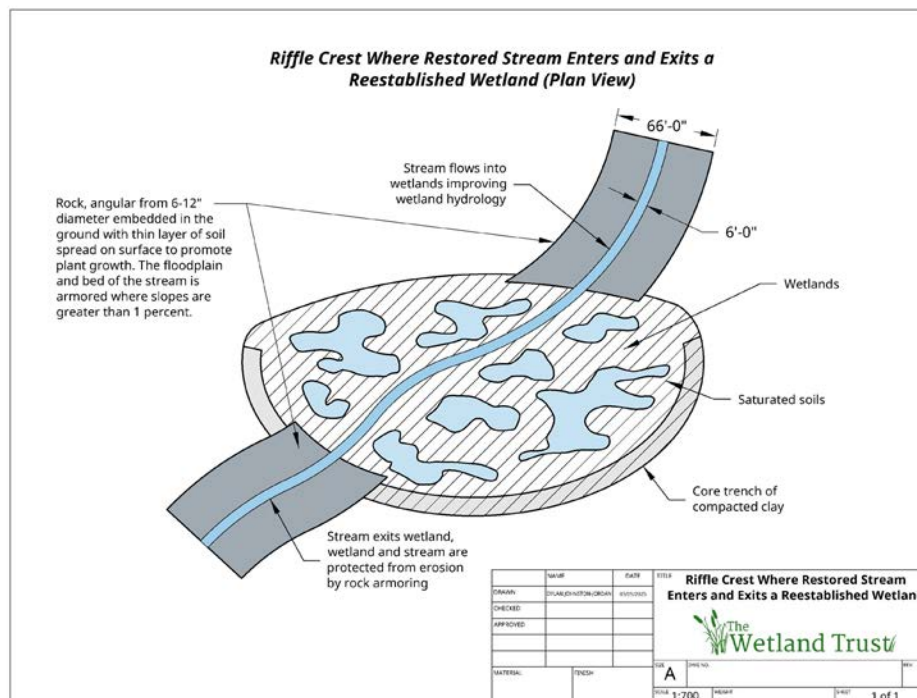 Riffle Crest Where Restored Stream Enters and Exits a
Reestablished Wetland (Plan View)
66'-0"
Stream flows into
wetlands improving
wetland hydrology
Rock, angular from 6-12"
diameter embedded in the
ground with thin layer of soil
spread on surface to promote
plant growth. The floodplain
and bed of the stream is
armored where slopes are
greater than 1 percent.
6'-0"
Wetlands
Saturated soils
Core trench of
compacted clay
Stream exits wetland,
wetland and stream are
protected from erosion
by rock armoring
NAME
DATE
TITLE
Riffle Crest Where Restored Stream
Enters and Exits a Reestablished Wetlan
DRAWN
CHECKED
APPROVED
The
Wetland Trust
SIZE
A
DWG NO.
REV
MATERIAL
FINISH
SCALE 1:700
WEIGHT
SHEET 1 of 1